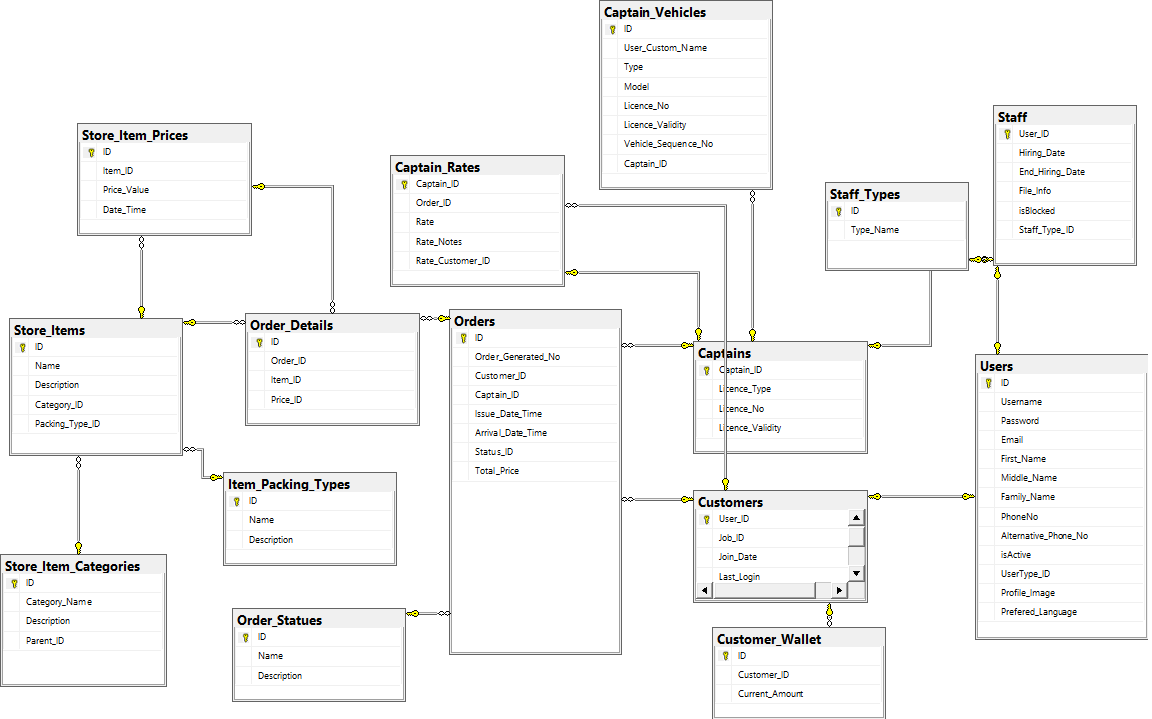 Captain_Vehicles
ID
User_Custom_Name
Type
Model
Licence_No
Licence_Validity
Vehicle_Sequence_No
Captain_ID
Store_Item_Prices
ID
Item_ID
Price_Value
Date_Time
Captain_Rates
Captain_ID
Order_ID
Rate
Rate_Notes
Rate_Customer_ID
Staff
User_ID
Hiring_Date
End_Hiring_Date
File_Info
isBlocked
Staff_Type_ID
Staff_Types
ID
Type_Name
Store_Items
ID
Name
Description
Category_ID
Packing_Type_ID
Order_Details
ID
Order_ID
Item_ID
Price_ID
Orders
ID
Order_Generated_No
Customer_ID
Captain_ID
Issue_Date_Time
Arrival_Date_Time
Status_ID
Total_Price
Captains
Captain_ID
Licence_Type
Licence_No
Licence_Validity
Users
ID
Username
Password
Email
First_Name
Middle_Name
Family_Name
PhoneNo
Alternative_Phone_No
isActive
UserType_ID
Profile_Image
Prefered_Language
Item_Packing_Types
ID
Name
Description
Customers
User_ID
Job_ID
Join_Date
Last_Login
Store_Item_Categories
ID
Category_Name
Description
Parent_ID
Order_Statues
ID
Name
Description
Customer_Wallet
ID
Customer_ID
Current_Amount